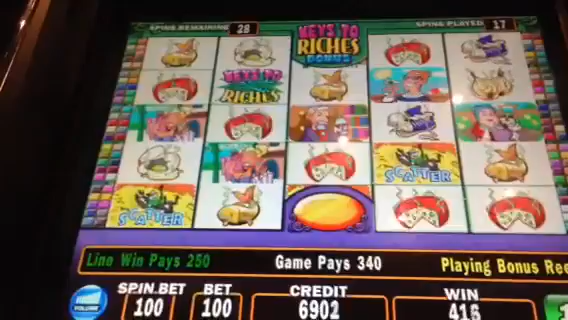 SPINS REMAINING 28
SPINS PLAYED 17
KEYS TO
RICHES
BONUS
KEYS TO
RICHES
SCATTER
SCATTER
Line Win Pays 250
Game Pays 340
Playing Bonus Ree
SPIN.BET
BET
CREDIT
WIN
100
100
6902
416